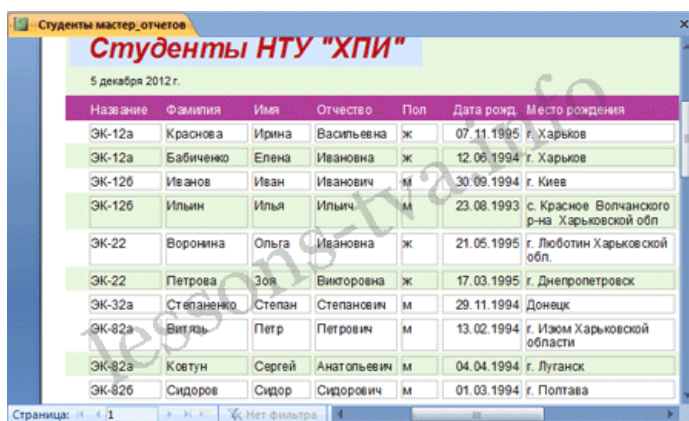 Студенты мастер_отчетов
Студенты НТУ "ХПИ"
5 декабря 2012 г.
Название Фамилия Имя Отчество Пол Дата рожд Место рождения
ЭК-12а Краснова Ирина Васильевна ж 07.11.1995 г. Харьков
ЭК-12а Бабиченко Елена Ивановна ж 12.06.1994 г. Харьков
ЭК-12б Иванов Иван Иванович м 30.09.1994 г. Киев
ЭК-12б Ильин Илья Ильич м 23.08.1993 с. Красное Волчанского
р-на Харьковской обл
ЭК-22 Воронина Ольга Ивановна ж 21.05.1995 г. Люботин Харьковской
обл.
ЭК-22 Петрова Зоя Викторовна ж 17.03.1995 г. Днепропетровск
ЭК-32а Степаненко Степан Степанович м 29.11.1994 Донецк
ЭК-82а Витязь Петр Петрович м 13.02.1994 г. Изюм Харьковской
области
ЭК-82а Ковтун Сергей Анатольевич м 04.04.1994 г. Луганск
ЭК-82б Сидоров Сидор Сидорович м 01.03.1994 г. Полтава
Страница: 1 Нет фильтра
lessons-tva.info